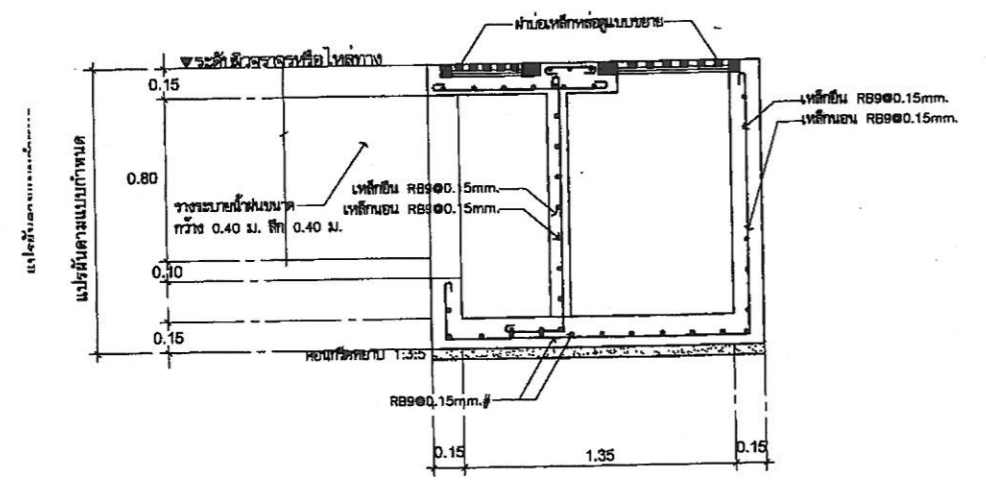 ฝาบ่อเหล็กหล่อดูแบบขยาย
ระดับผิวจราจรหรือไหล่ทาง
0.15
เหล็กยืน RB9@0.15mm.
เหล็กนอน RB9@0.15mm.
แปรผันตามแบบกำหนด
0.80
เหล็กยืน RB9@0.15mm.
เหล็กนอน RB9@0.15mm.
รางระบายน้ำฝนขนาด
กว้าง 0.40 ม. ลึก 0.40 ม.
0.10
0.15
คอนกรีตหยาบ 1:3:5
RB9@0.15mm.#
0.15
1.35
0.15